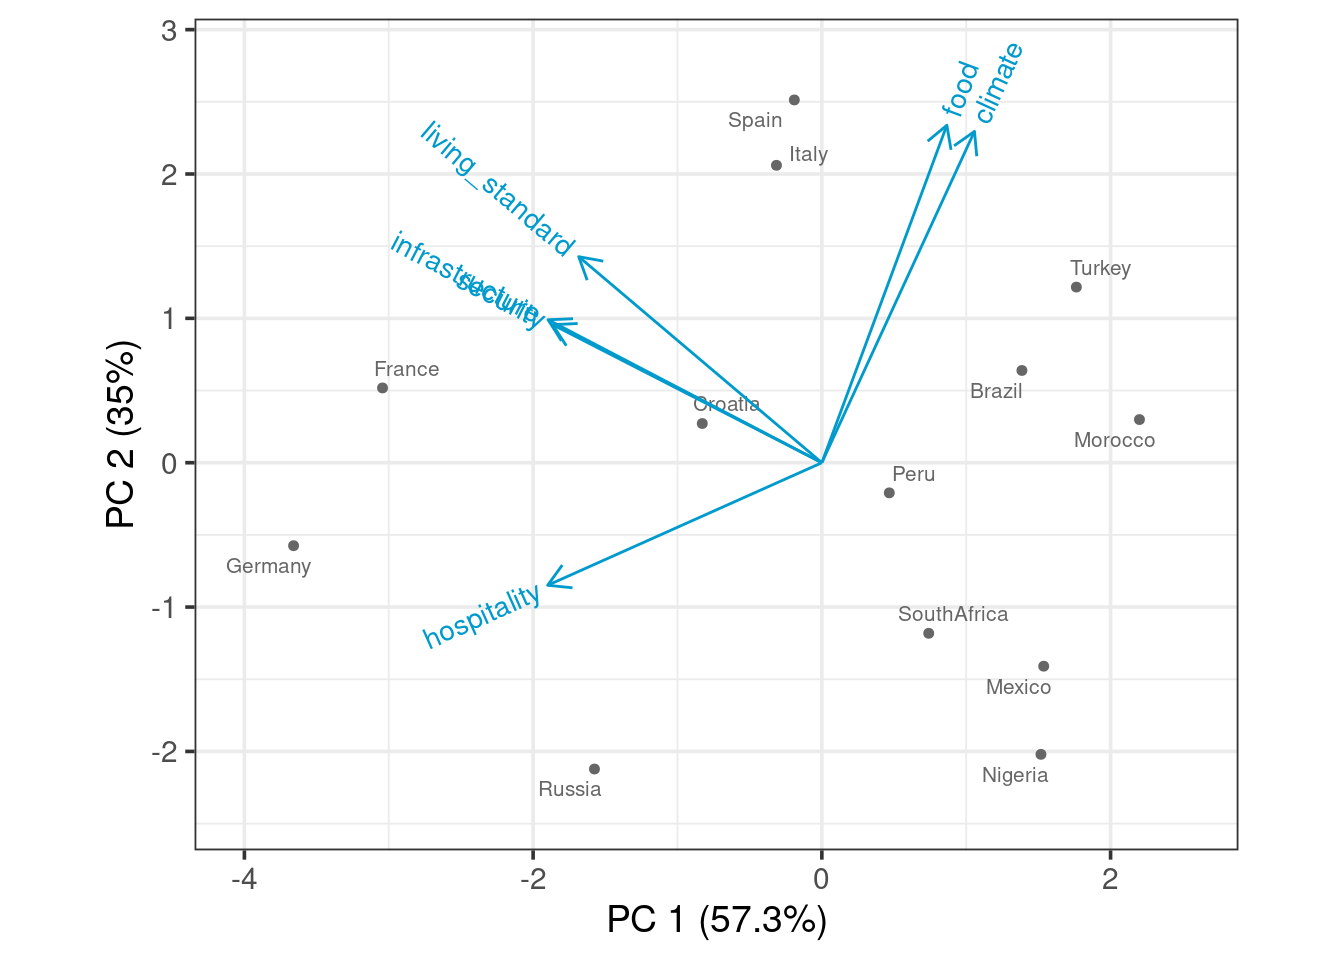 3
2
1
0
-1
-2
PC 2 (35%)
Spain
Italy
food
climate
living_standard
infrastructure
security
Turkey
France
Brazil
Croatia
Morocco
Peru
Germany
hospitality
SouthAfrica
Mexico
Nigeria
Russia
-4
-2
0
2
PC 1 (57.3%)